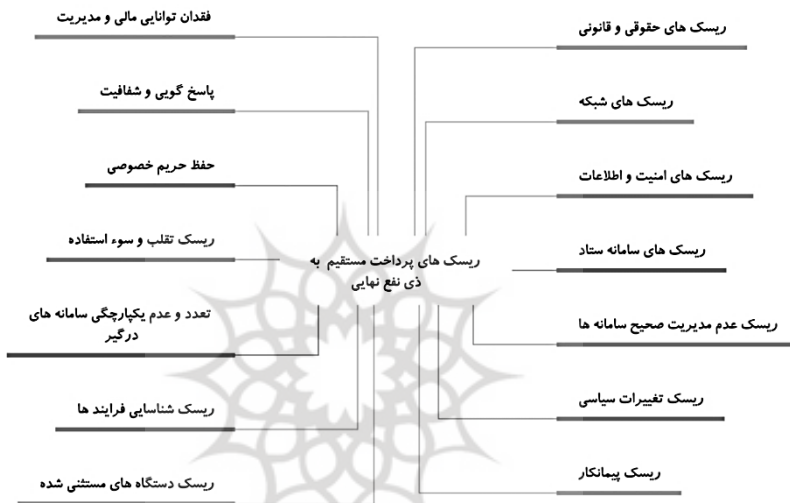 ریسک های حقوقی و قانونی
ریسک های شبکه
ریسک های امنیت و اطلاعات
ریسک های سامانه ستاد
ریسک عدم مدیریت صحیح سامانه ها
ریسک تغییرات سیاسی
ریسک پیمانکار
ریسک های پرداخت مستقیم به
ذی نفع نهایی
فقدان توانایی مالی و مدیریت
پاسخ گویی و شفافیت
حفظ حریم خصوصی
ریسک تقلب و سوء استفاده
تعدد و عدم یکپارچگی سامانه های
درگیر
ریسک شناسایی فرایند ها
ریسک دستگاه های مستثنی شده